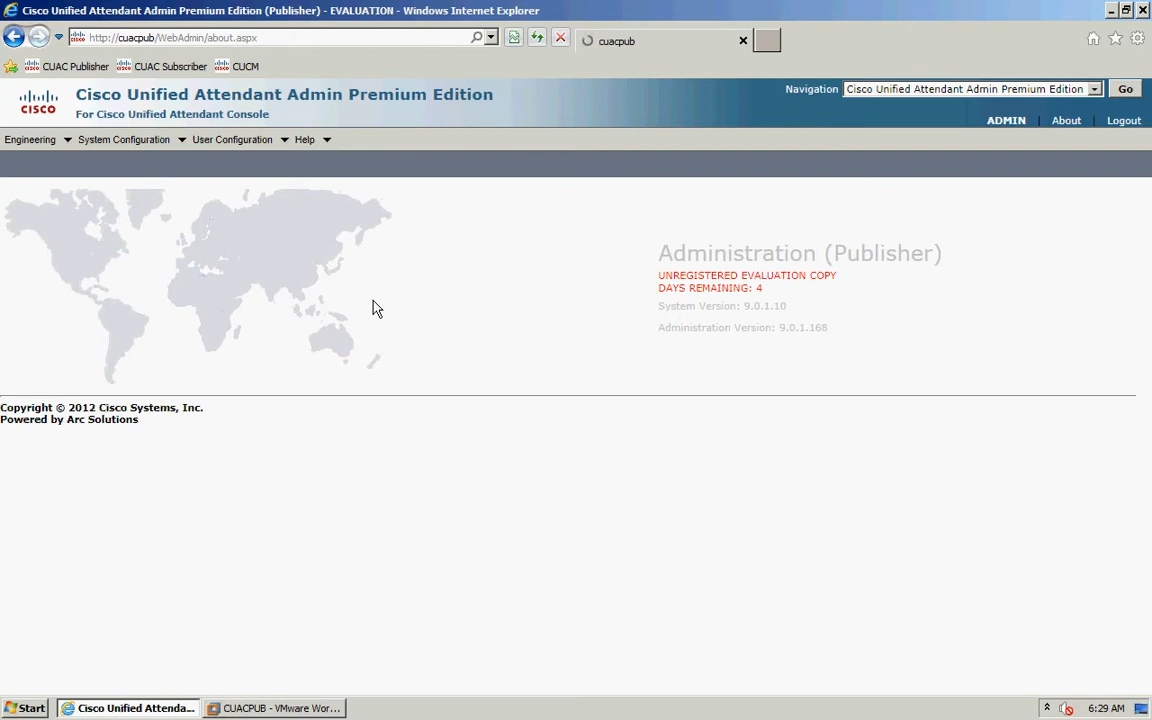 Cisco Unified Attendant Admin Premium Edition (Publisher) - EVALUATION - Windows Internet Explorer
http://cuacpub/WebAdmin/about.aspx
cuacpub
CUAC Publisher CUAC Subscriber CUCM
CISCO
Cisco Unified Attendant Admin Premium Edition
For Cisco Unified Attendant Console
Navigation Cisco Unified Attendant Admin Premium Edition Go
ADMIN | About | Logout
Engineering System Configuration User Configuration Help
Administration (Publisher)
UNREGISTERED EVALUATION COPY
DAYS REMAINING: 4
System Version: 9.0.1.10
Administration Version: 9.0.1.168
Copyright © 2012 Cisco Systems, Inc.
Powered by Arc Solutions
Start Cisco Unified Attenda... CUACPUB - VMware Wor... 6:29 AM